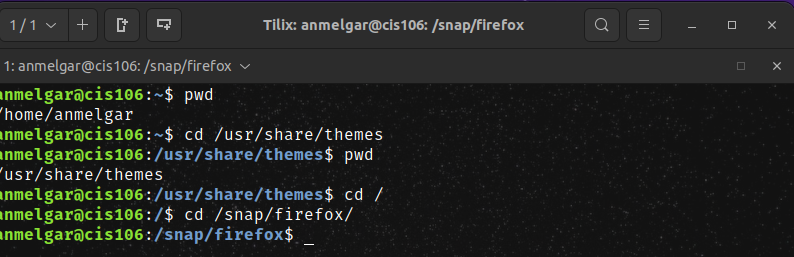 1 / 1
Tilix: anmelgar@cis106: /snap/firefox
1: anmelgar@cis106: /snap/firefox
anmelgar@cis106:~$ pwd
/home/anmelgar
anmelgar@cis106:~$ cd /usr/share/themes
anmelgar@cis106:/usr/share/themes$ pwd
/usr/share/themes
anmelgar@cis106:/usr/share/themes$ cd /
anmelgar@cis106:/$ cd /snap/firefox/
anmelgar@cis106:/snap/firefox$ _